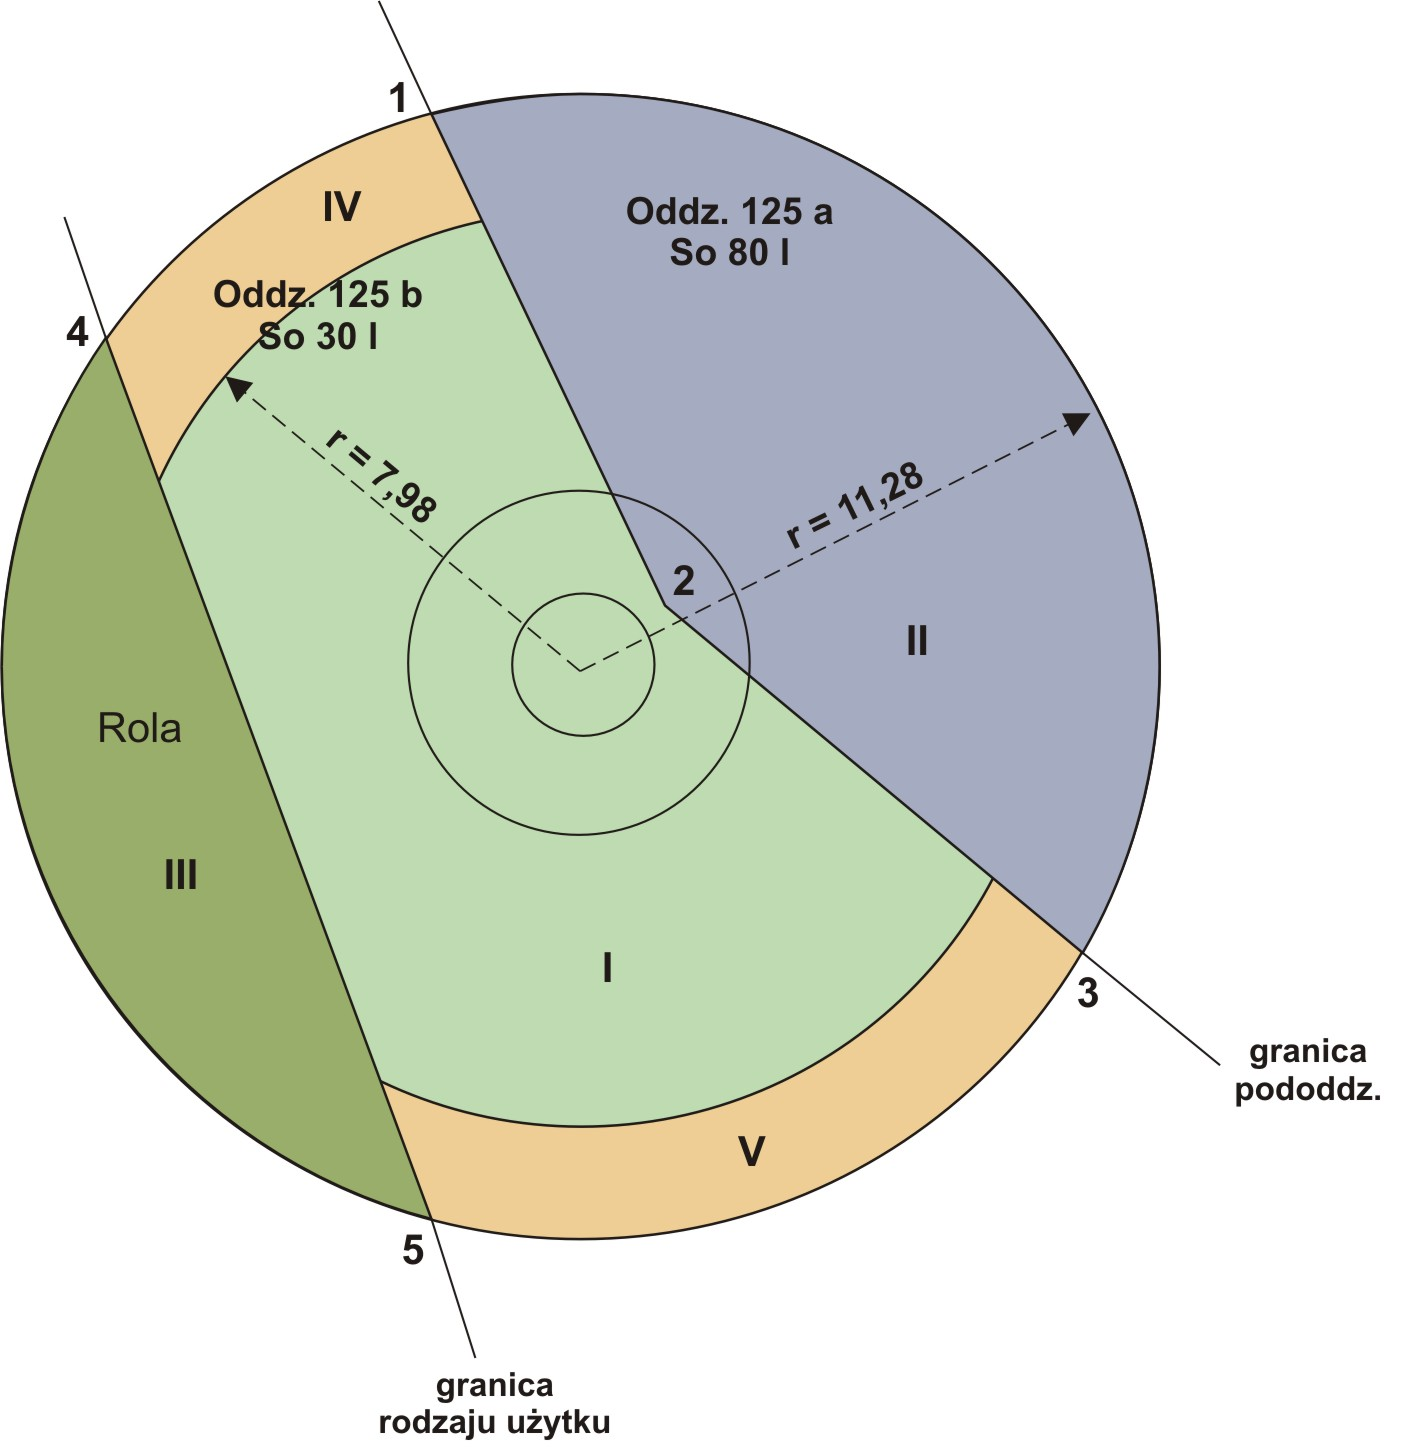 1
IV
Oddz. 125 a
So 80 l
Oddz. 125 b
So 30 l
4
r = 7,98
r = 11,28
2
II
Rola
III
I
3
granica
pododdz.
V
5
granica
rodzaju użytku